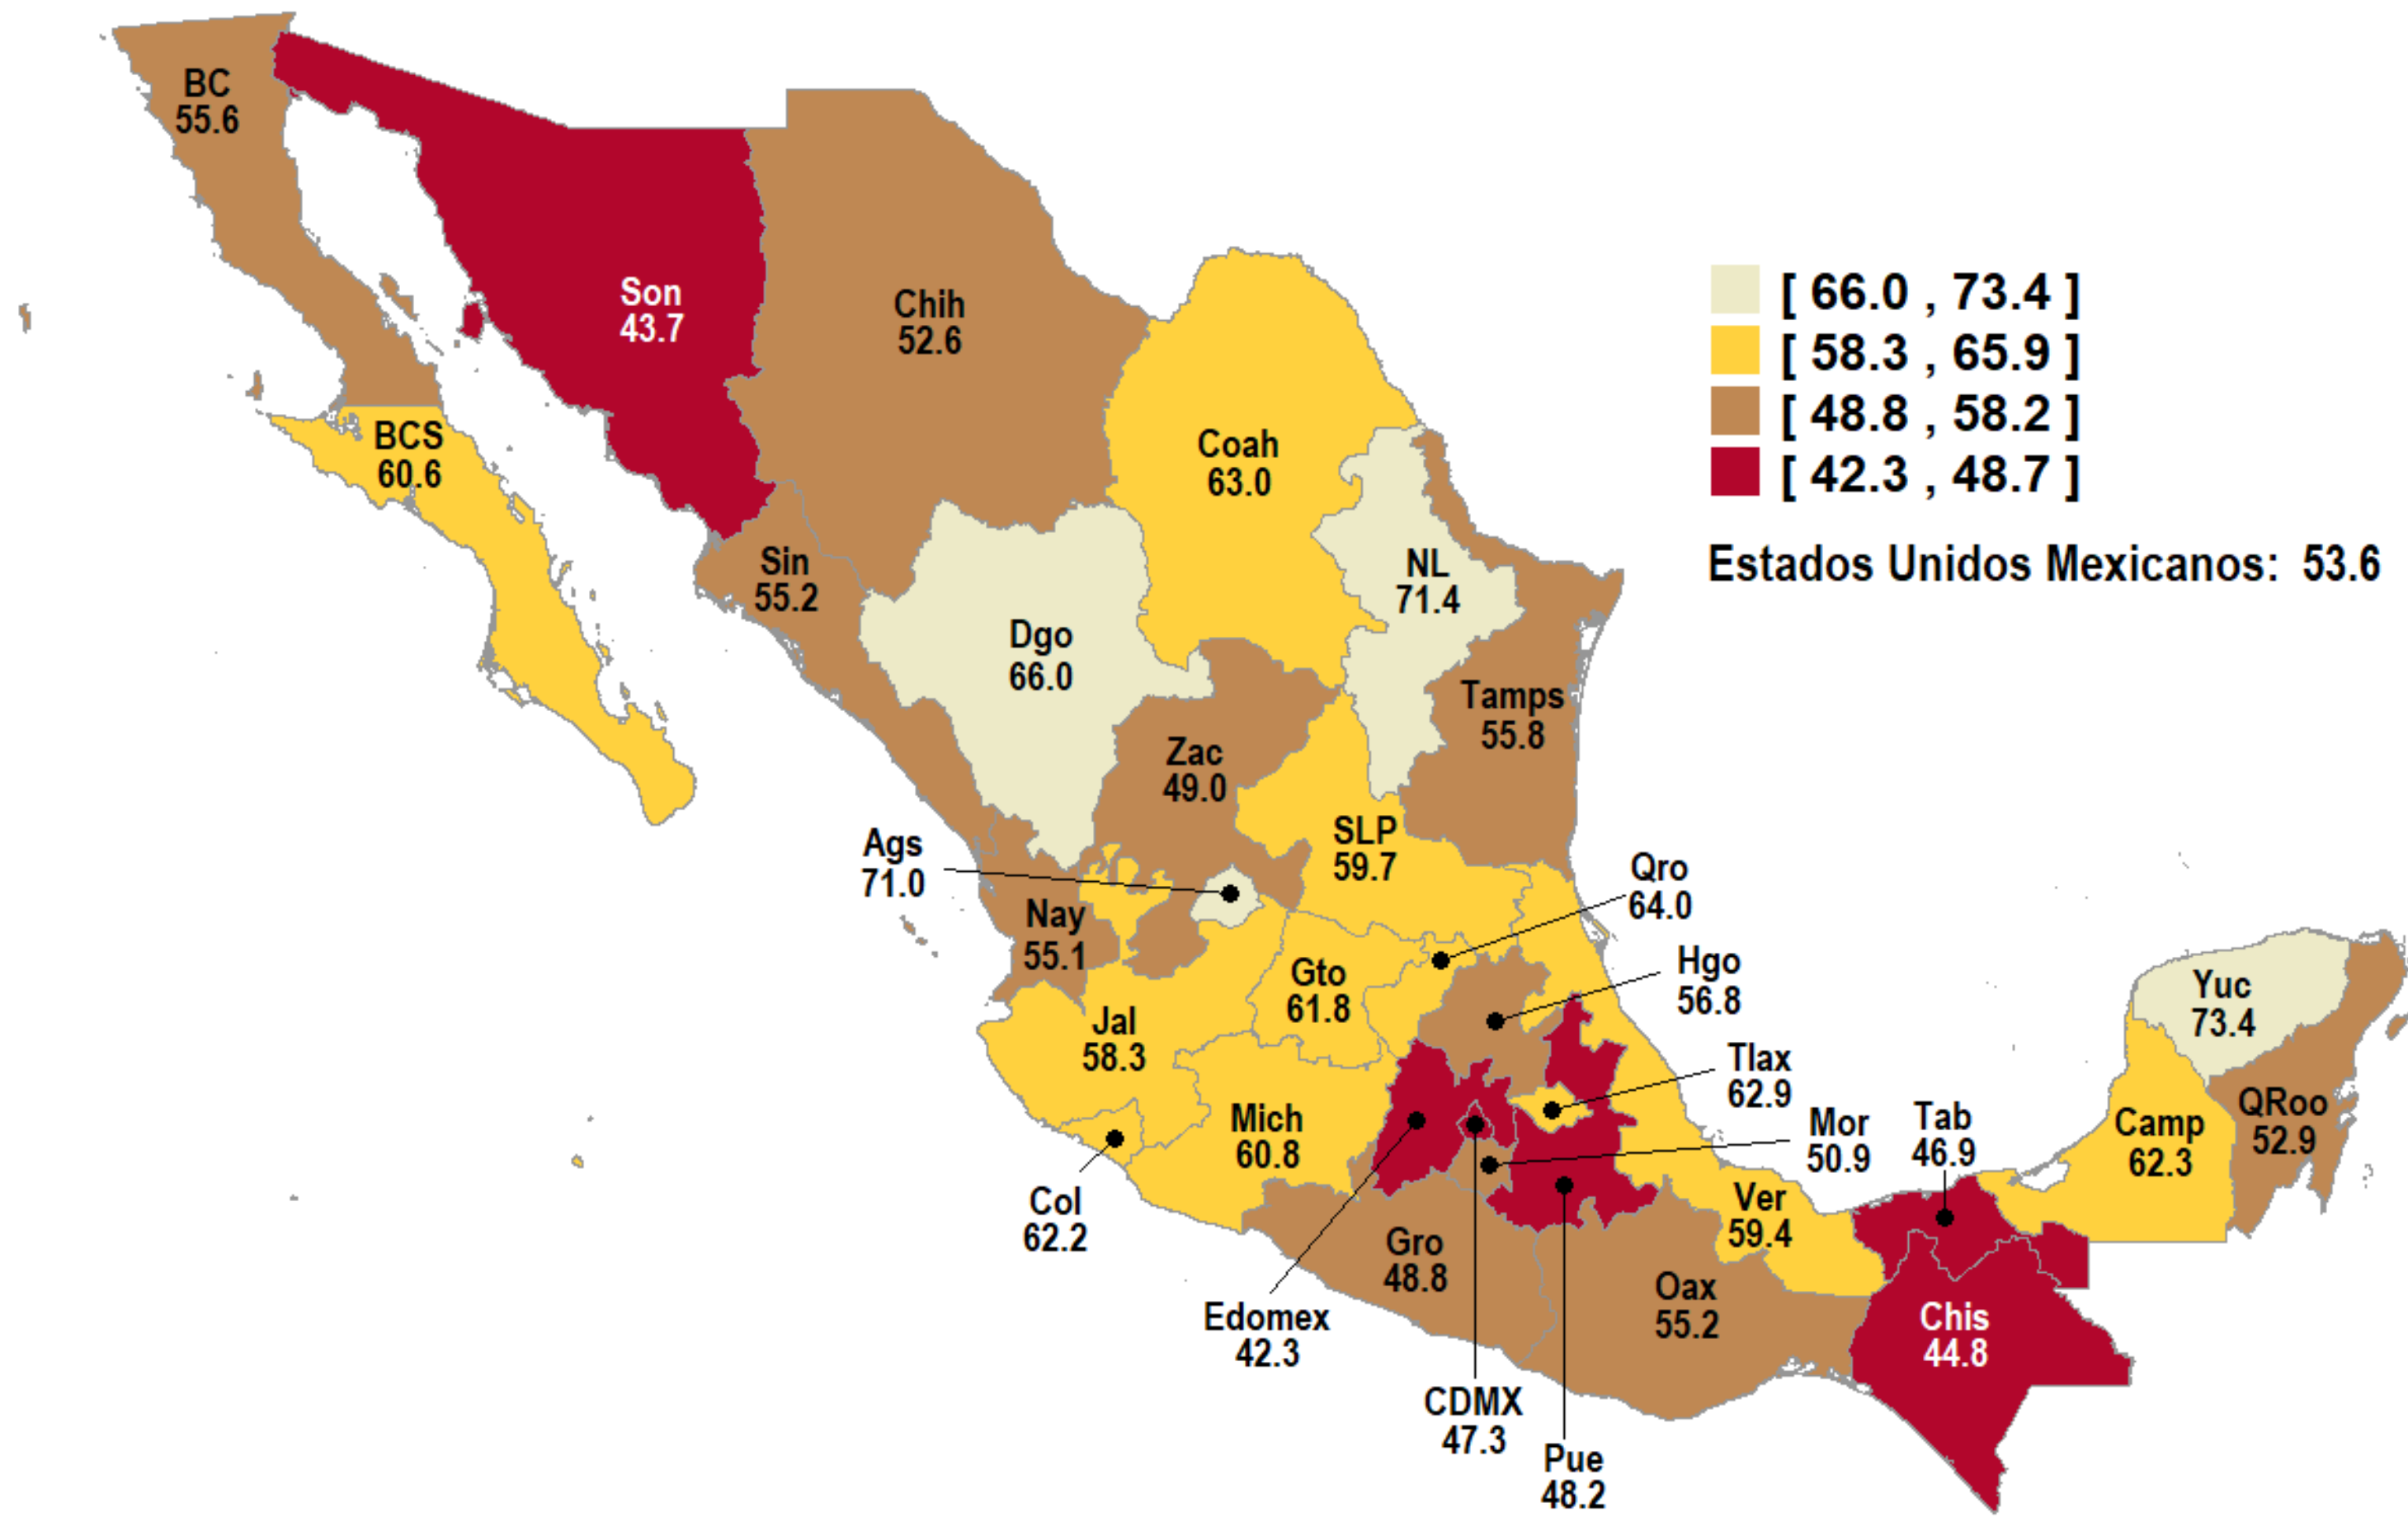 BC
55.6
Son
43.7
Chih
52.6
[ 66.0 , 73.4 ]
[ 58.3 , 65.9 ]
[ 48.8 , 58.2 ]
[ 42.3 , 48.7 ]
Estados Unidos Mexicanos: 53.6
BCS
60.6
Coah
63.0
Sin
55.2
NL
71.4
Dgo
66.0
Tamps
55.8
Zac
49.0
Ags
71.0
SLP
59.7
Qro
64.0
Nay
55.1
Gto
61.8
Hgo
56.8
Yuc
73.4
Jal
58.3
Tlax
62.9
Mich
60.8
Mor
50.9
Tab
46.9
Camp
62.3
QRoo
52.9
Col
62.2
Ver
59.4
Gro
48.8
Oax
55.2
Edomex
42.3
Chis
44.8
CDMX
47.3
Pue
48.2